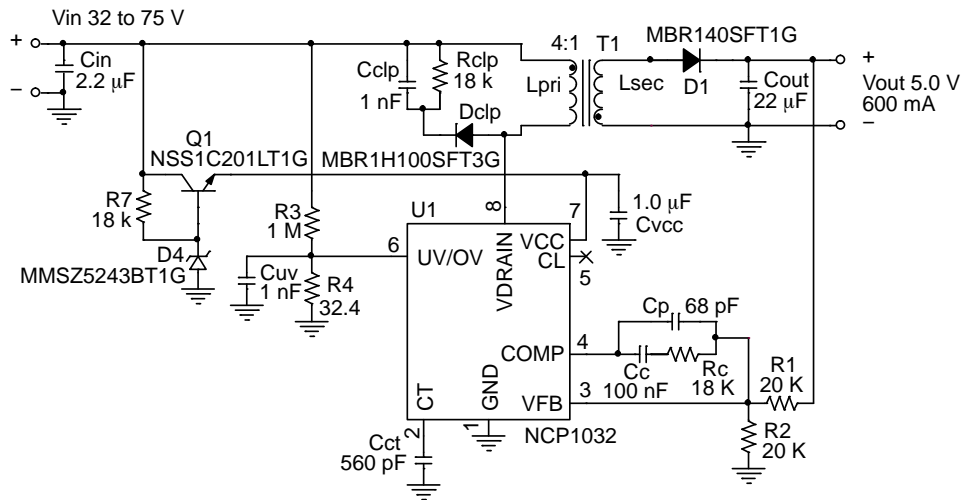 Vin 32 to 75 V
+
−
Cin
2.2 μF
Cclp
1 nF
Rclp
18 k
4:1
T1
Lpri
Lsec
MBR140SFT1G
D1
Cout
22 μF
+
Vout 5.0 V
600 mA
−
Dclp
MBR1H100SFT3G
Q1
NSS1C201LT1G
R7
18 k
D4
MMSZ5243BT1G
R3
1 M
Cuv
1 nF
R4
32.4
U1
8
7
1.0 μF
Cvcc
6
UV/OV
VDRAIN
VCC
CL
5
Cp
68 pF
4
COMP
Cc
100 nF
Rc
18 K
R1
20 K
3
VFB
CT
GND
2
1
NCP1032
R2
20 K
Cct
560 pF